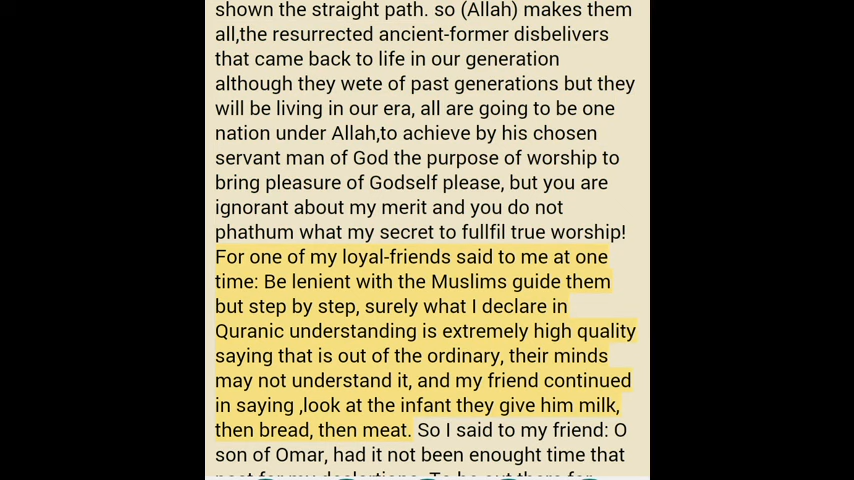 shown the straight path. so (Allah) makes them
all,the resurrected ancient-former disbelivers
that came back to life in our generation
although they wete of past generations but they
will be living in our era, all are going to be one
nation under Allah,to achieve by his chosen
servant man of God the purpose of worship to
bring pleasure of Godself please, but you are
ignorant about my merit and you do not
phathum what my secret to fullfil true worship!
For one of my loyal-friends said to me at one
time: Be lenient with the Muslims guide them
but step by step, surely what I declare in
Quranic understanding is extremely high quality
saying that is out of the ordinary, their minds
may not understand it, and my friend continued
in saying ,look at the infant they give him milk,
then bread, then meat. So I said to my friend: O
son of Omar, had it not been enought time that